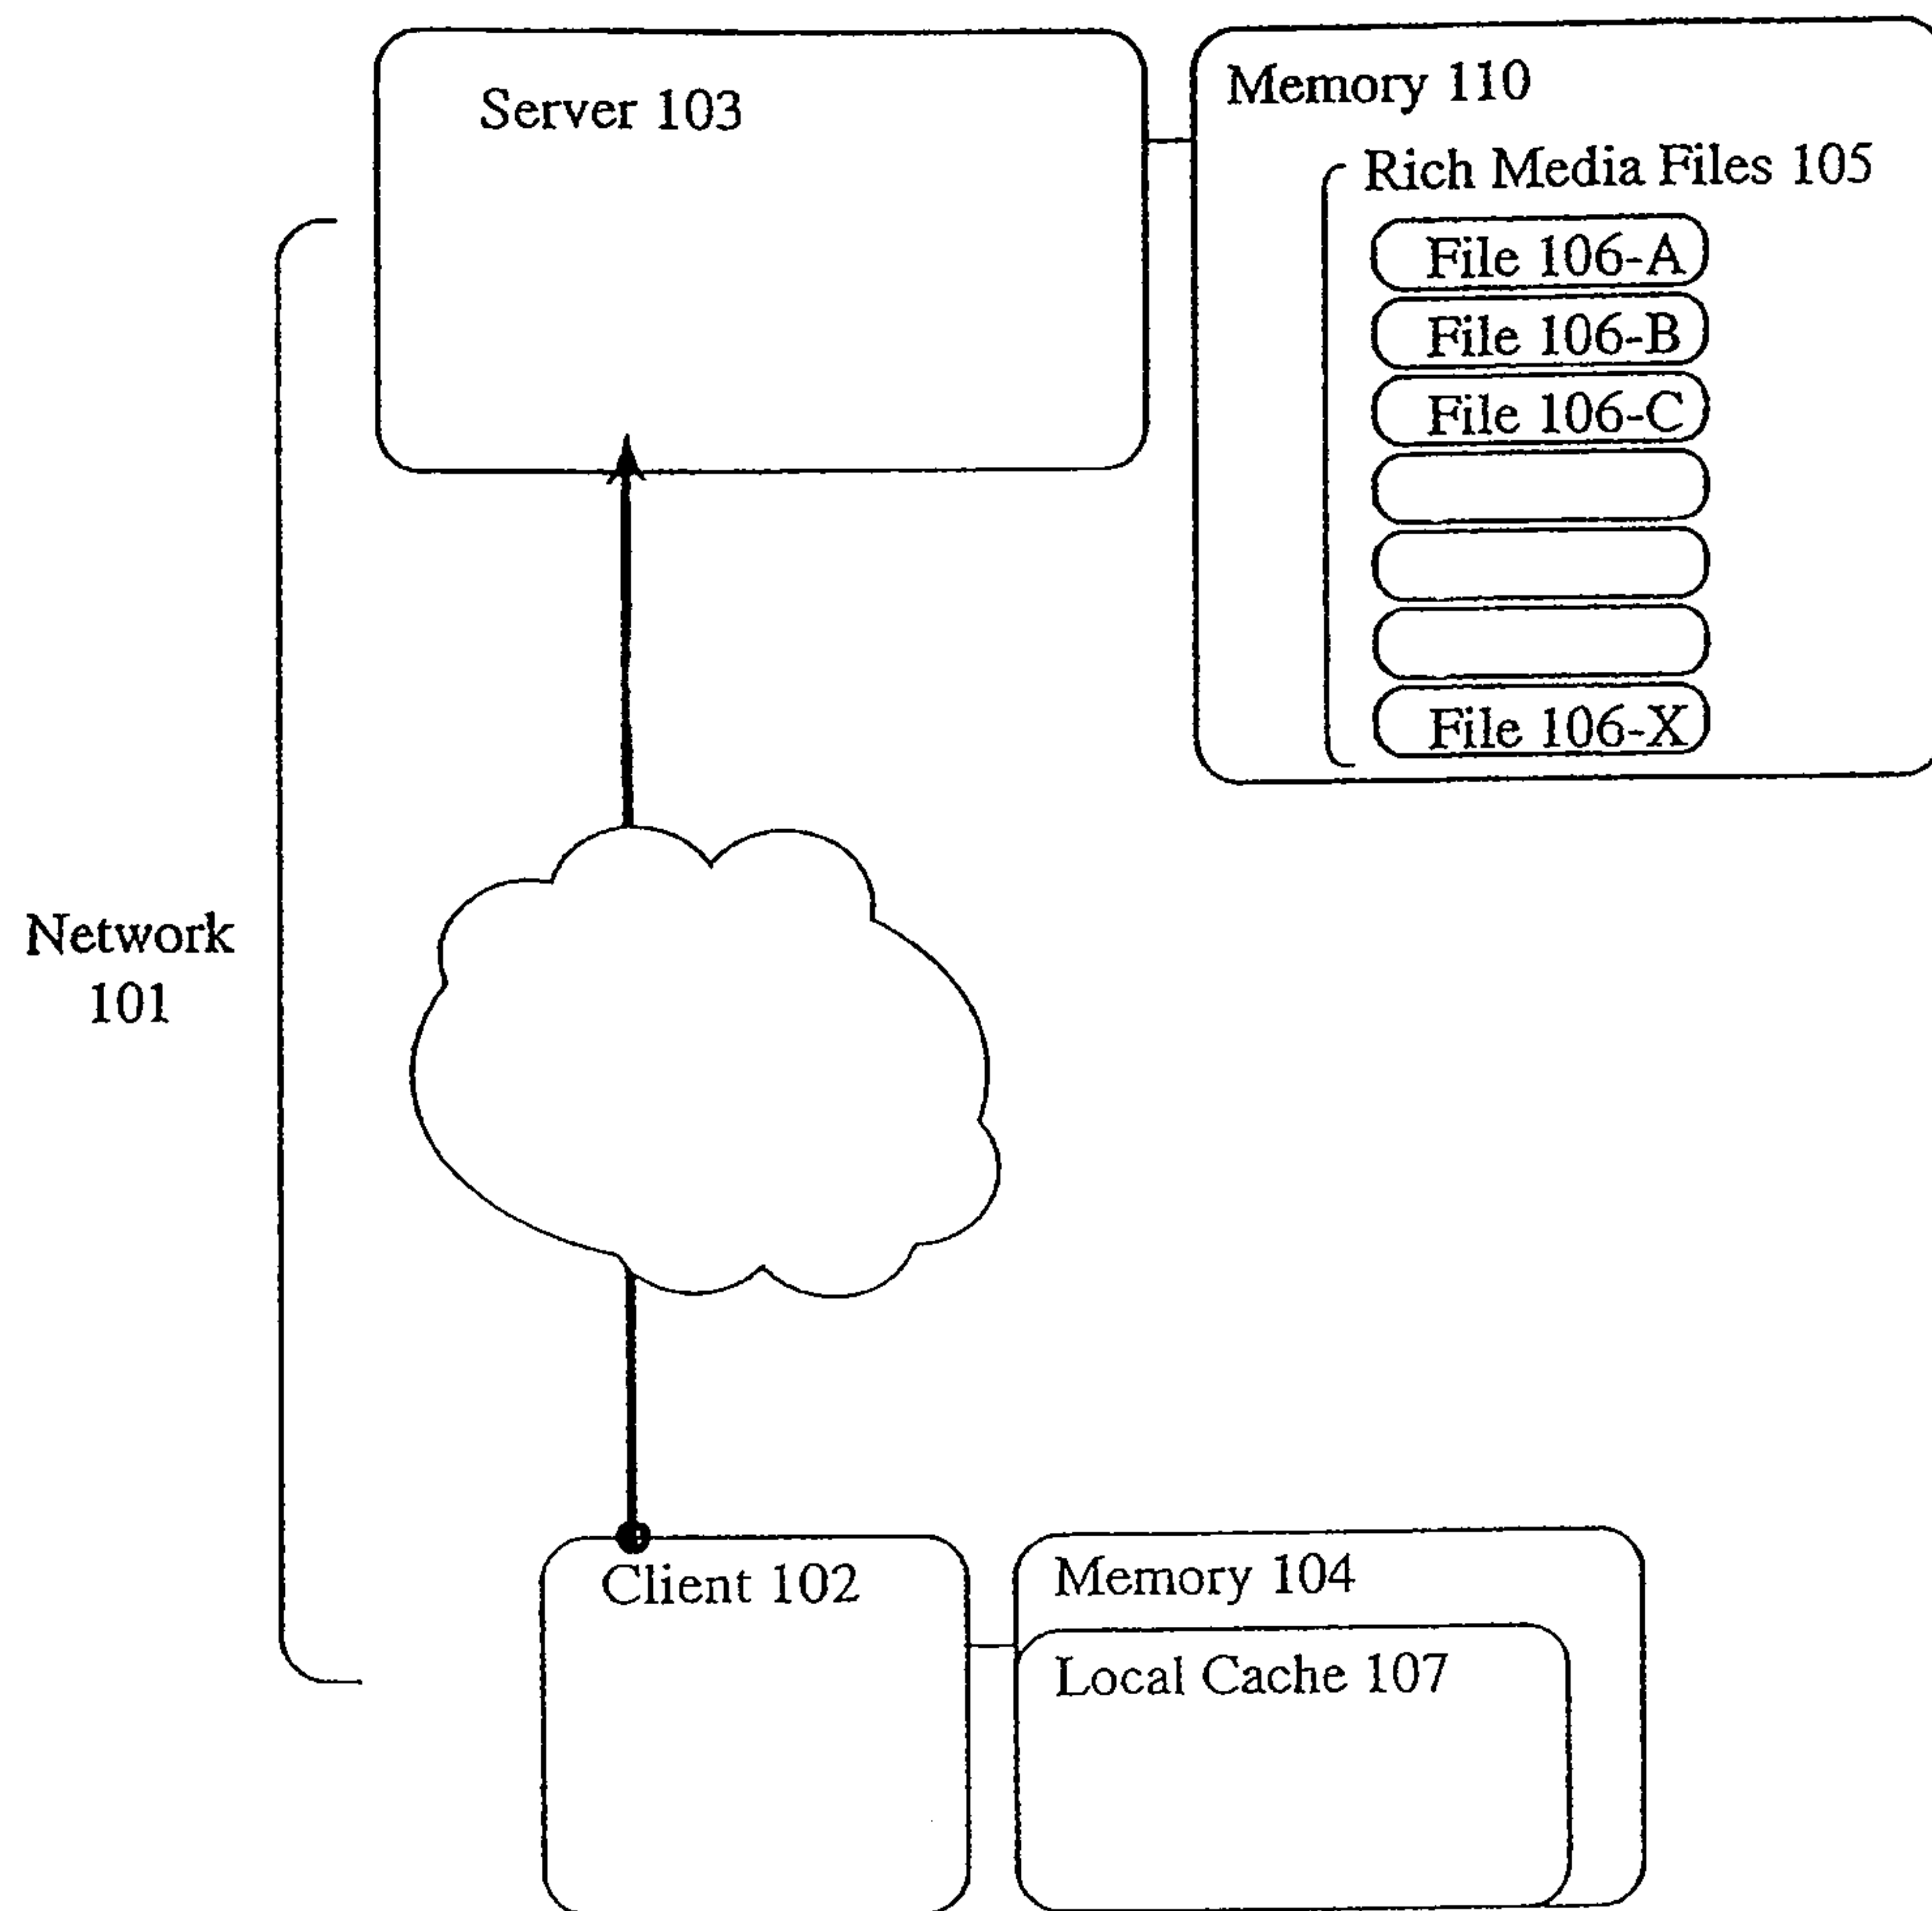 Server 103
Memory 110
Rich Media Files 105
File 106-A
File 106-B
File 106-C
File 106-X
Network
101
Client 102
Memory 104
Local Cache 107